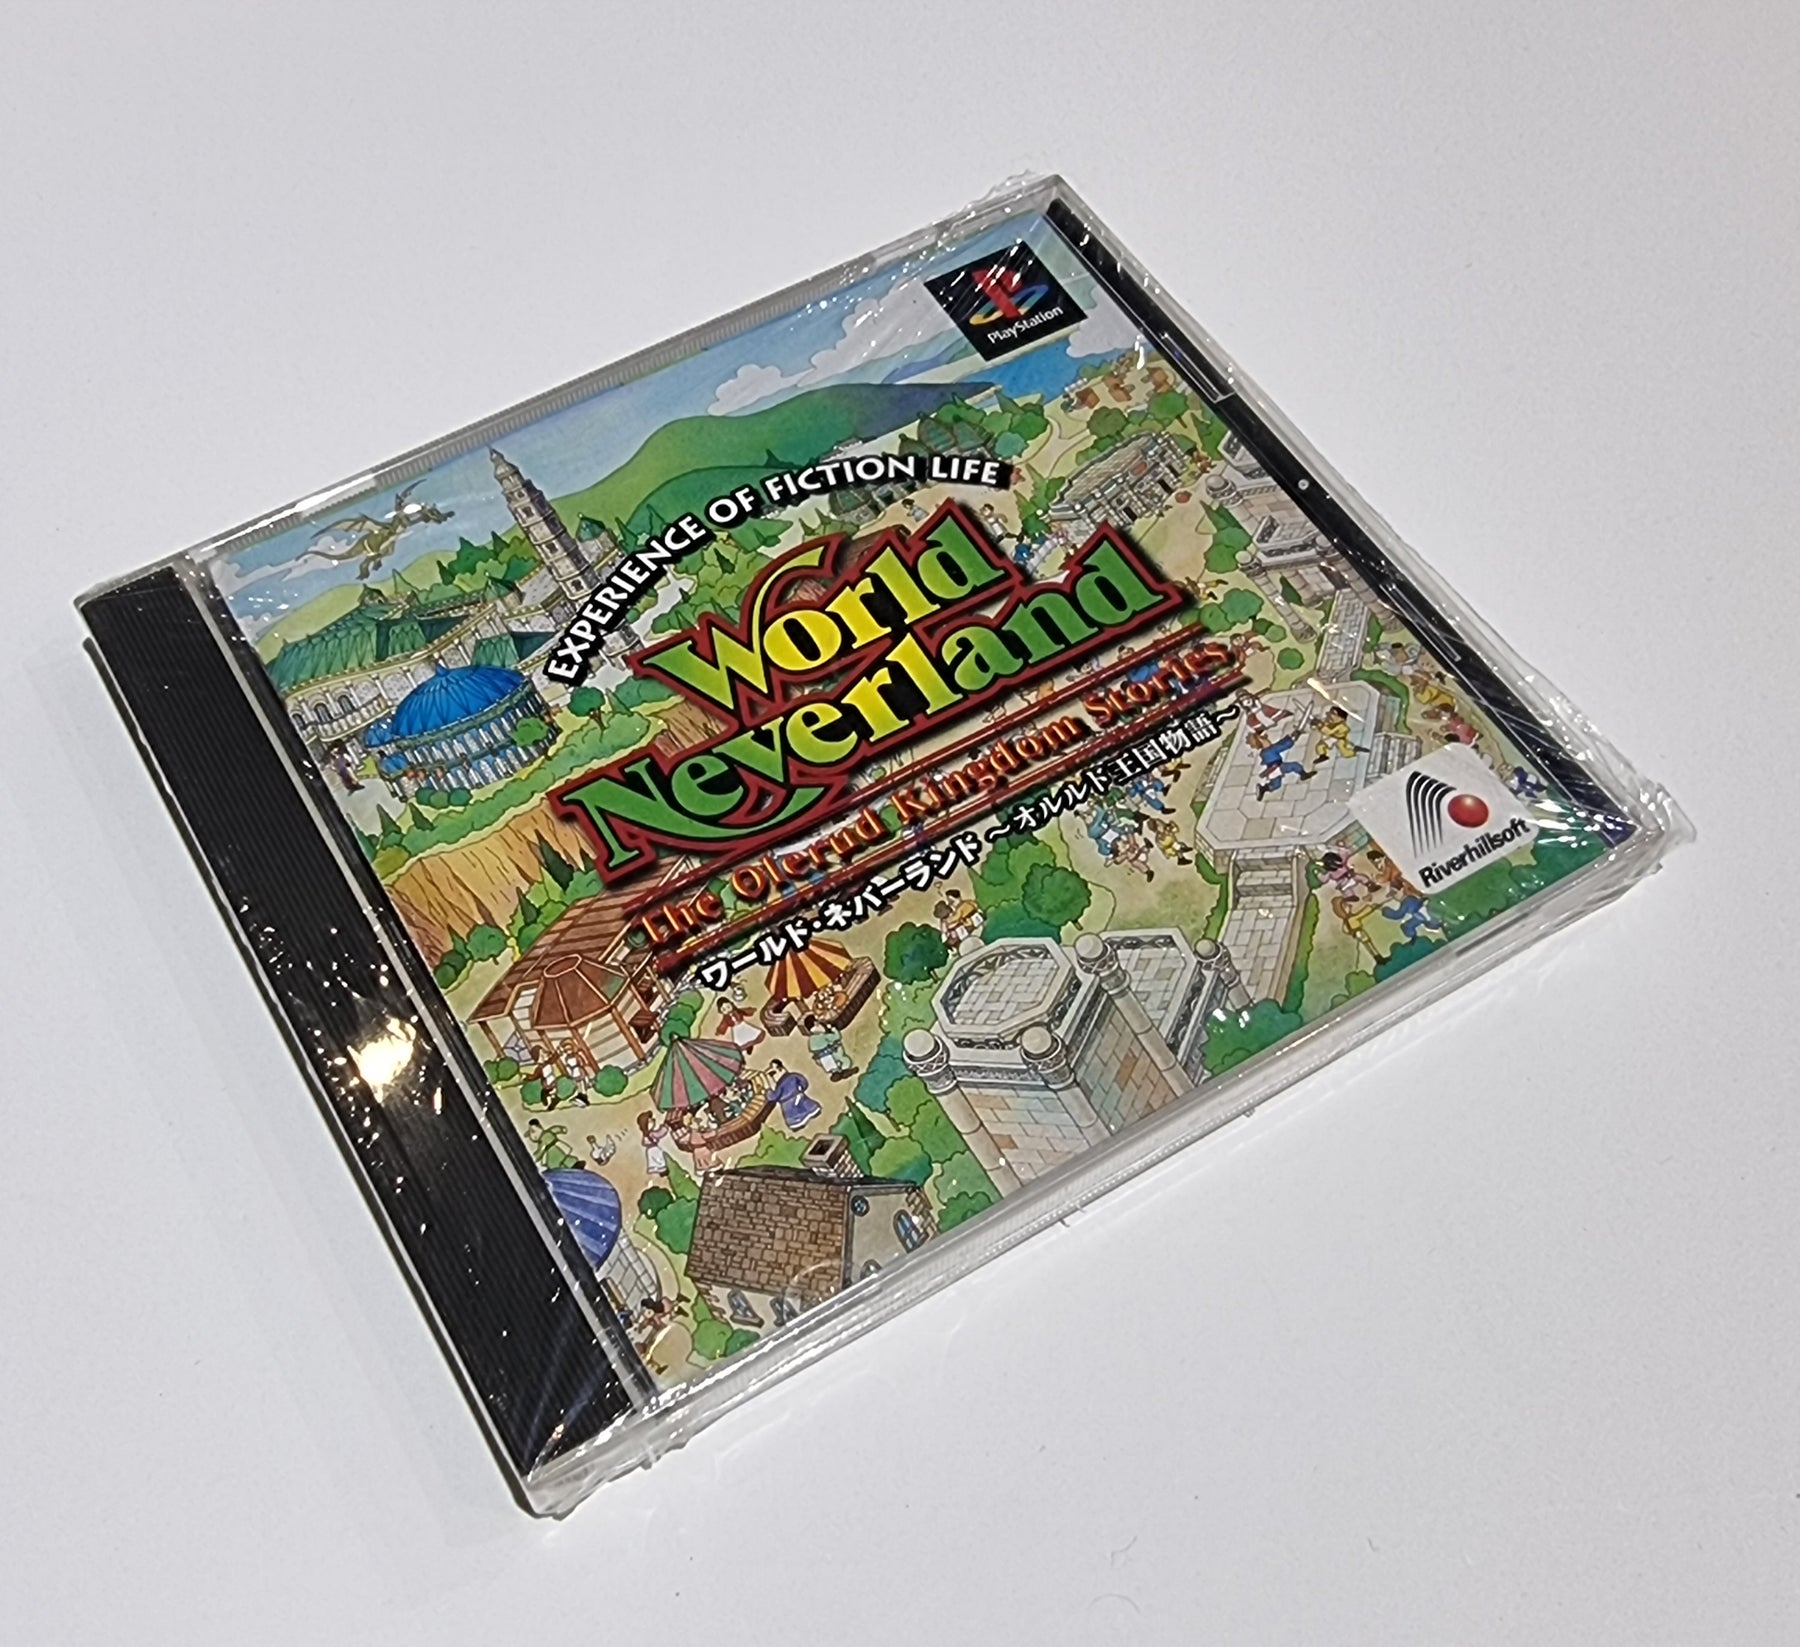 PlayStation
EXPERIENCE OF FICTION LIFE
World
Neverland
The Olerud Kingdom Stories
ワールド・ネバーランド ～オルルド王国物語～
Riverhillsoft